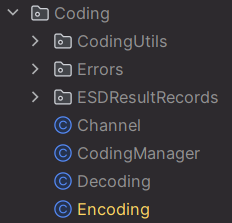 Coding
CodingUtils
Errors
ESDResultRecords
Channel
CodingManager
Decoding
Encoding